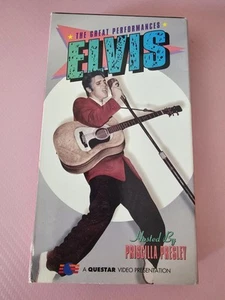 THE GREAT PERFORMANCES
ELVIS
Hosted By
PRISCILLA PRESLEY
A QUESTAR VIDEO PRESENTATION